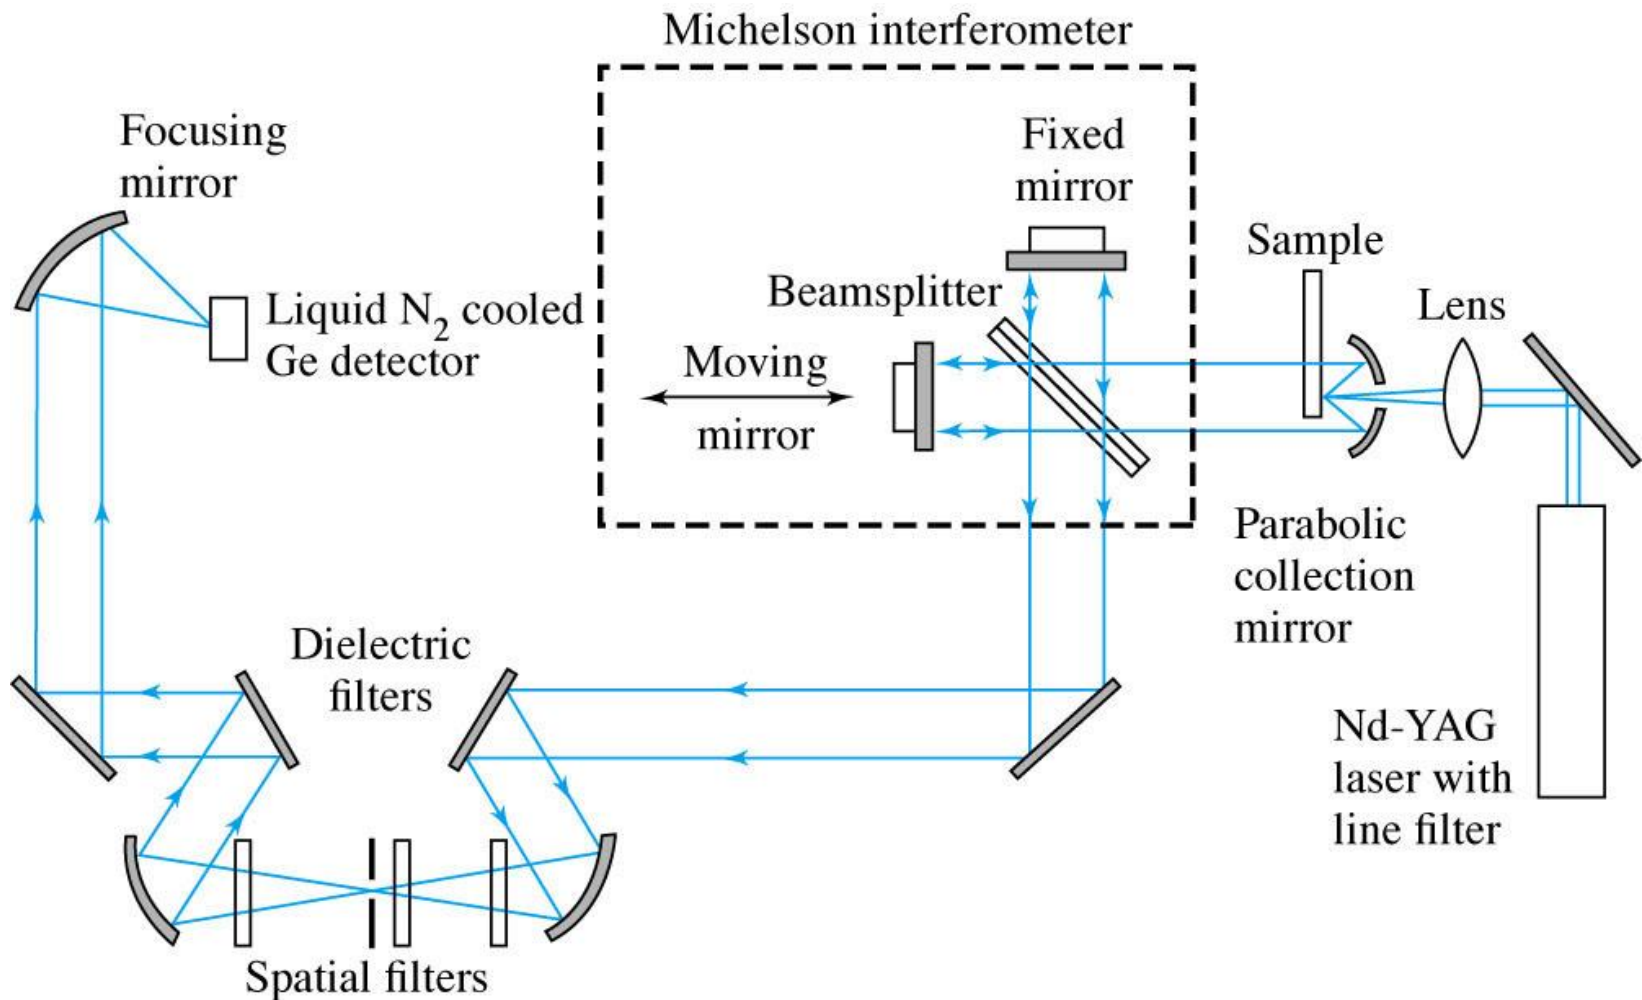 Michelson interferometer
Focusing
mirror
Fixed
mirror
Sample
Beamsplitter
Lens
Liquid N₂ cooled
Ge detector
Moving
mirror
Parabolic
collection
mirror
Dielectric
filters
Nd-YAG
laser with
line filter
Spatial filters